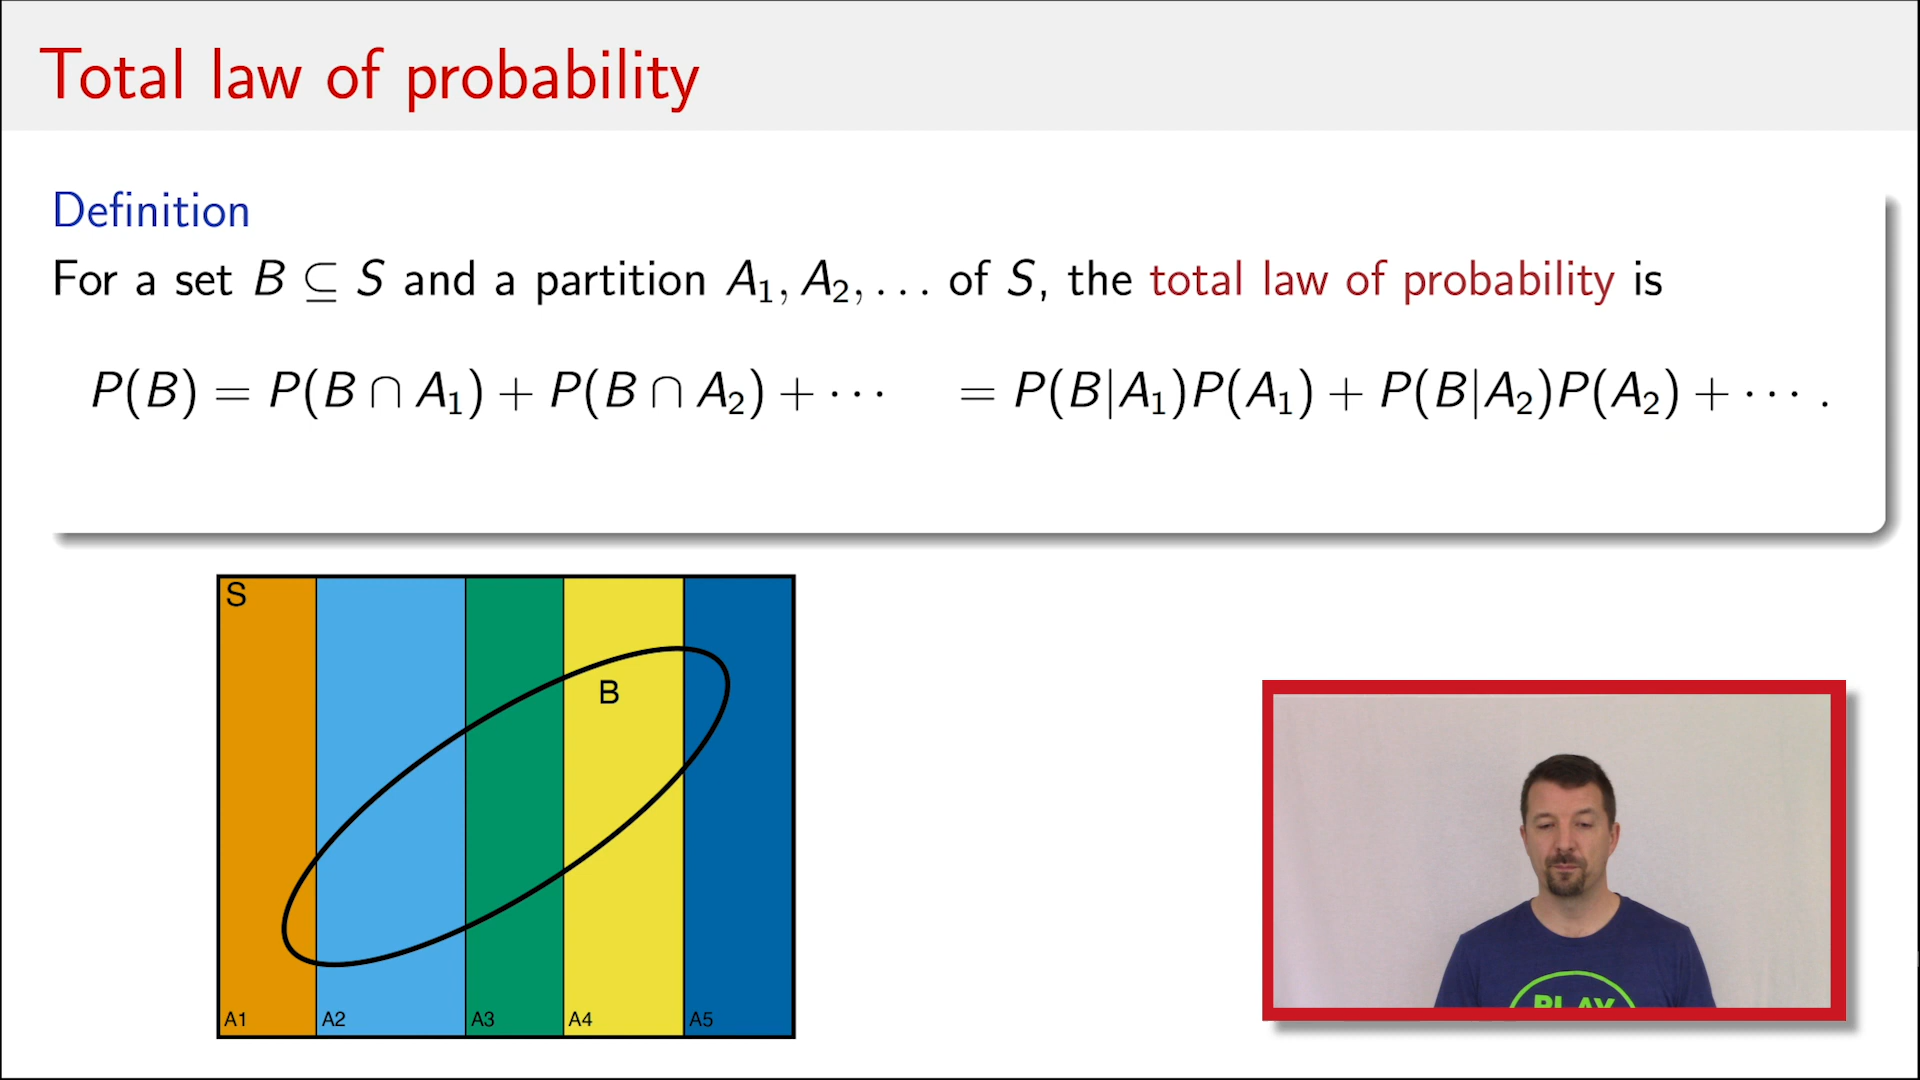 Total law of probability
Definition
For a set B ⊆ S and a partition A₁, A₂, . . . of S, the total law of probability is
P(B) = P(B ∩ A₁) + P(B ∩ A₂) + · · · = P(B|A₁)P(A₁) + P(B|A₂)P(A₂) + · · · .
S
B
A1 A2 A3 A4 A5
PLAY